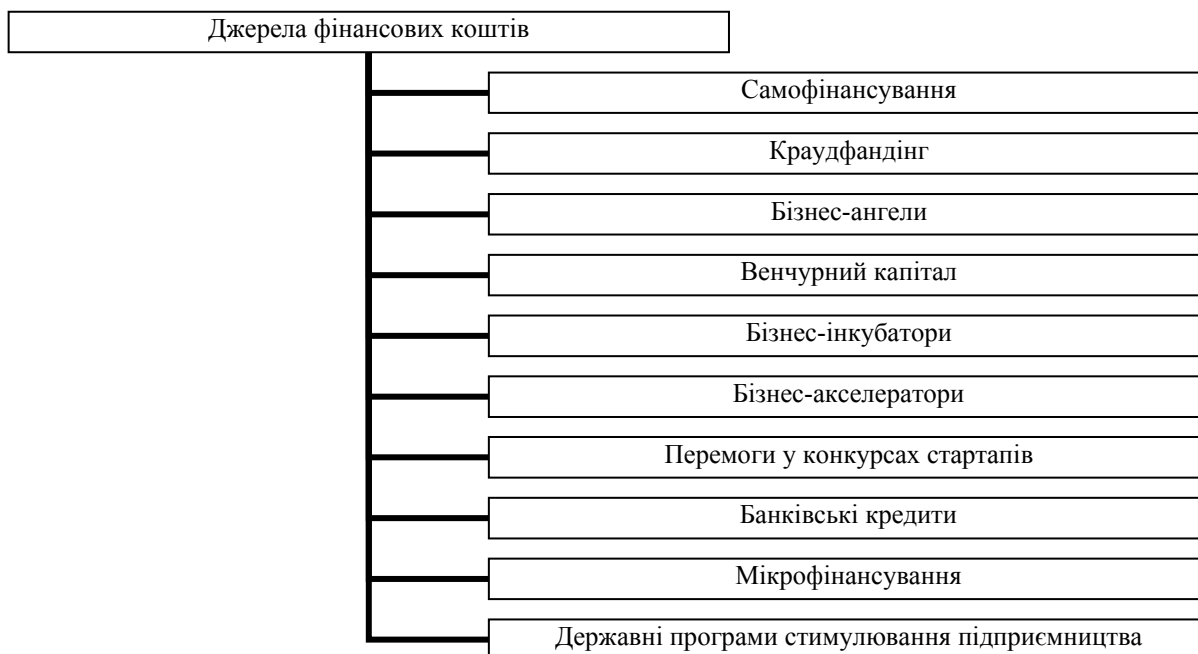 Джерела фінансових коштів
Самофінансування
Краудфандінг
Бізнес-ангели
Венчурний капітал
Бізнес-інкубатори
Бізнес-акселератори
Перемоги у конкурсах стартапів
Банківські кредити
Мікрофінансування
Державні програми стимулювання підприємництва